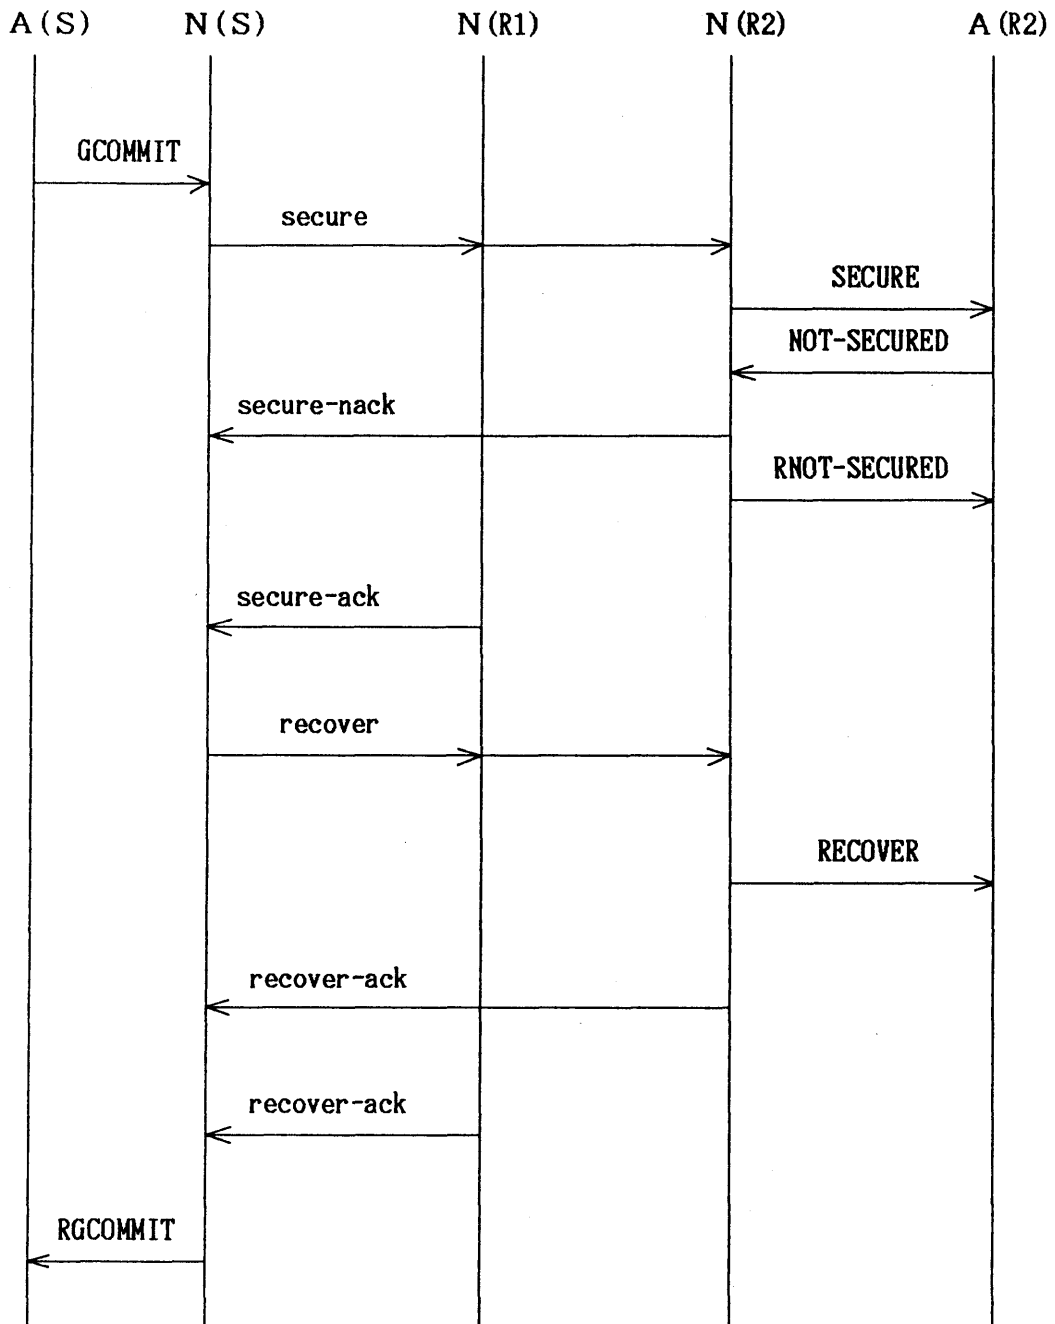 A(S) N(S) N(R1) N(R2) A(R2)
GCOMMIT
secure
SECURE
NOT-SECURED
secure-nack
RNOT-SECURED
secure-ack
recover
RECOVER
recover-ack
recover-ack
RGCOMMIT